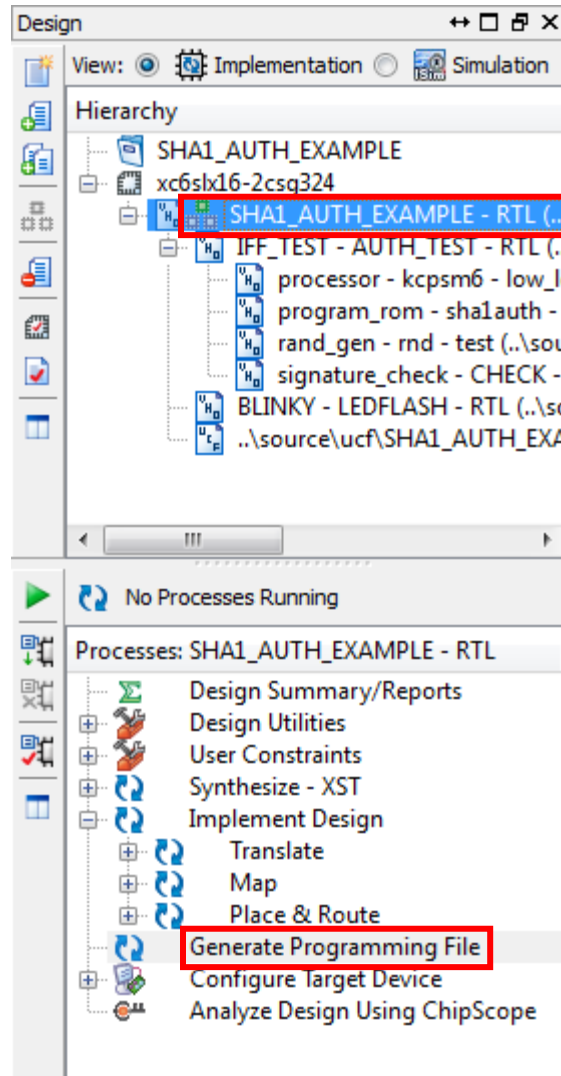 Design
View: Implementation Simulation
Hierarchy
SHA1_AUTH_EXAMPLE
xc6slx16-2csg324
SHA1_AUTH_EXAMPLE - RTL (..
IFF_TEST - AUTH_TEST - RTL (.
processor - kcpsm6 - low_l
program_rom - sha1auth -
rand_gen - rnd - test (..\sou
signature_check - CHECK -
BLINKY - LEDFLASH - RTL (..\so
..\source\ucf\SHA1_AUTH_EXA
No Processes Running
Processes: SHA1_AUTH_EXAMPLE - RTL
Design Summary/Reports
Design Utilities
User Constraints
Synthesize - XST
Implement Design
Translate
Map
Place & Route
Generate Programming File
Configure Target Device
Analyze Design Using ChipScope